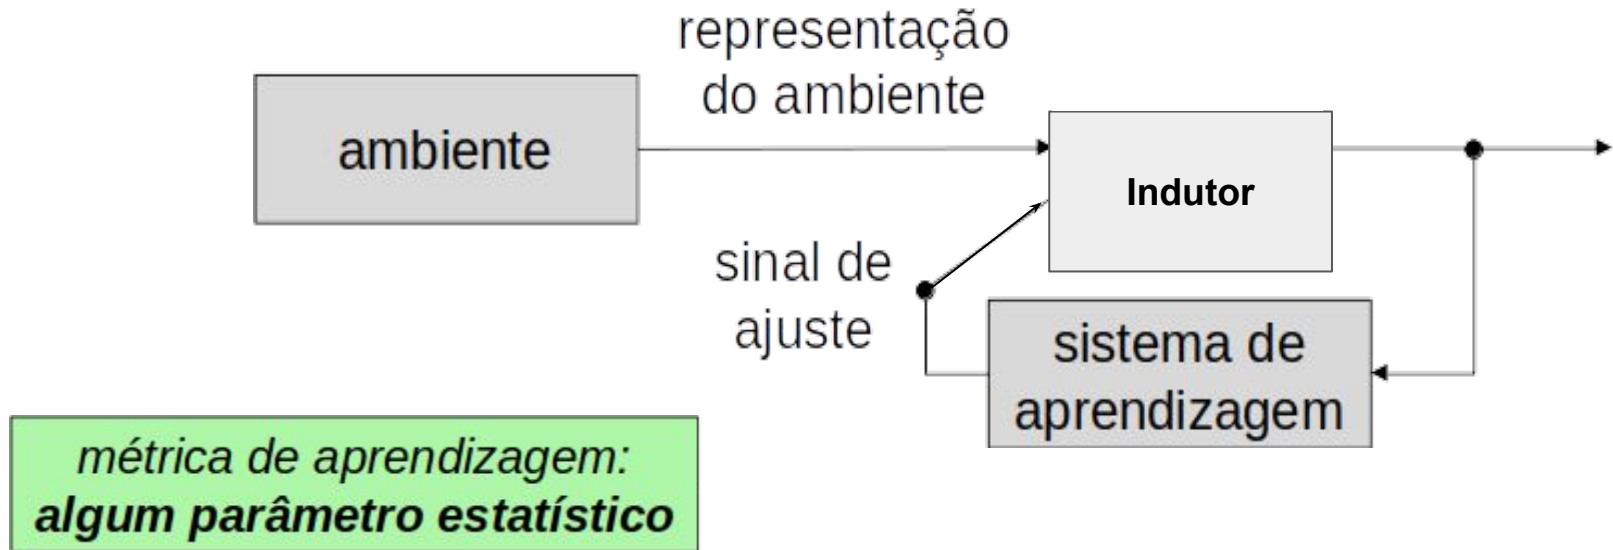 representação
do ambiente
ambiente
Indutor
sinal de
ajuste
sistema de
aprendizagem
métrica de aprendizagem:
algum parâmetro estatístico